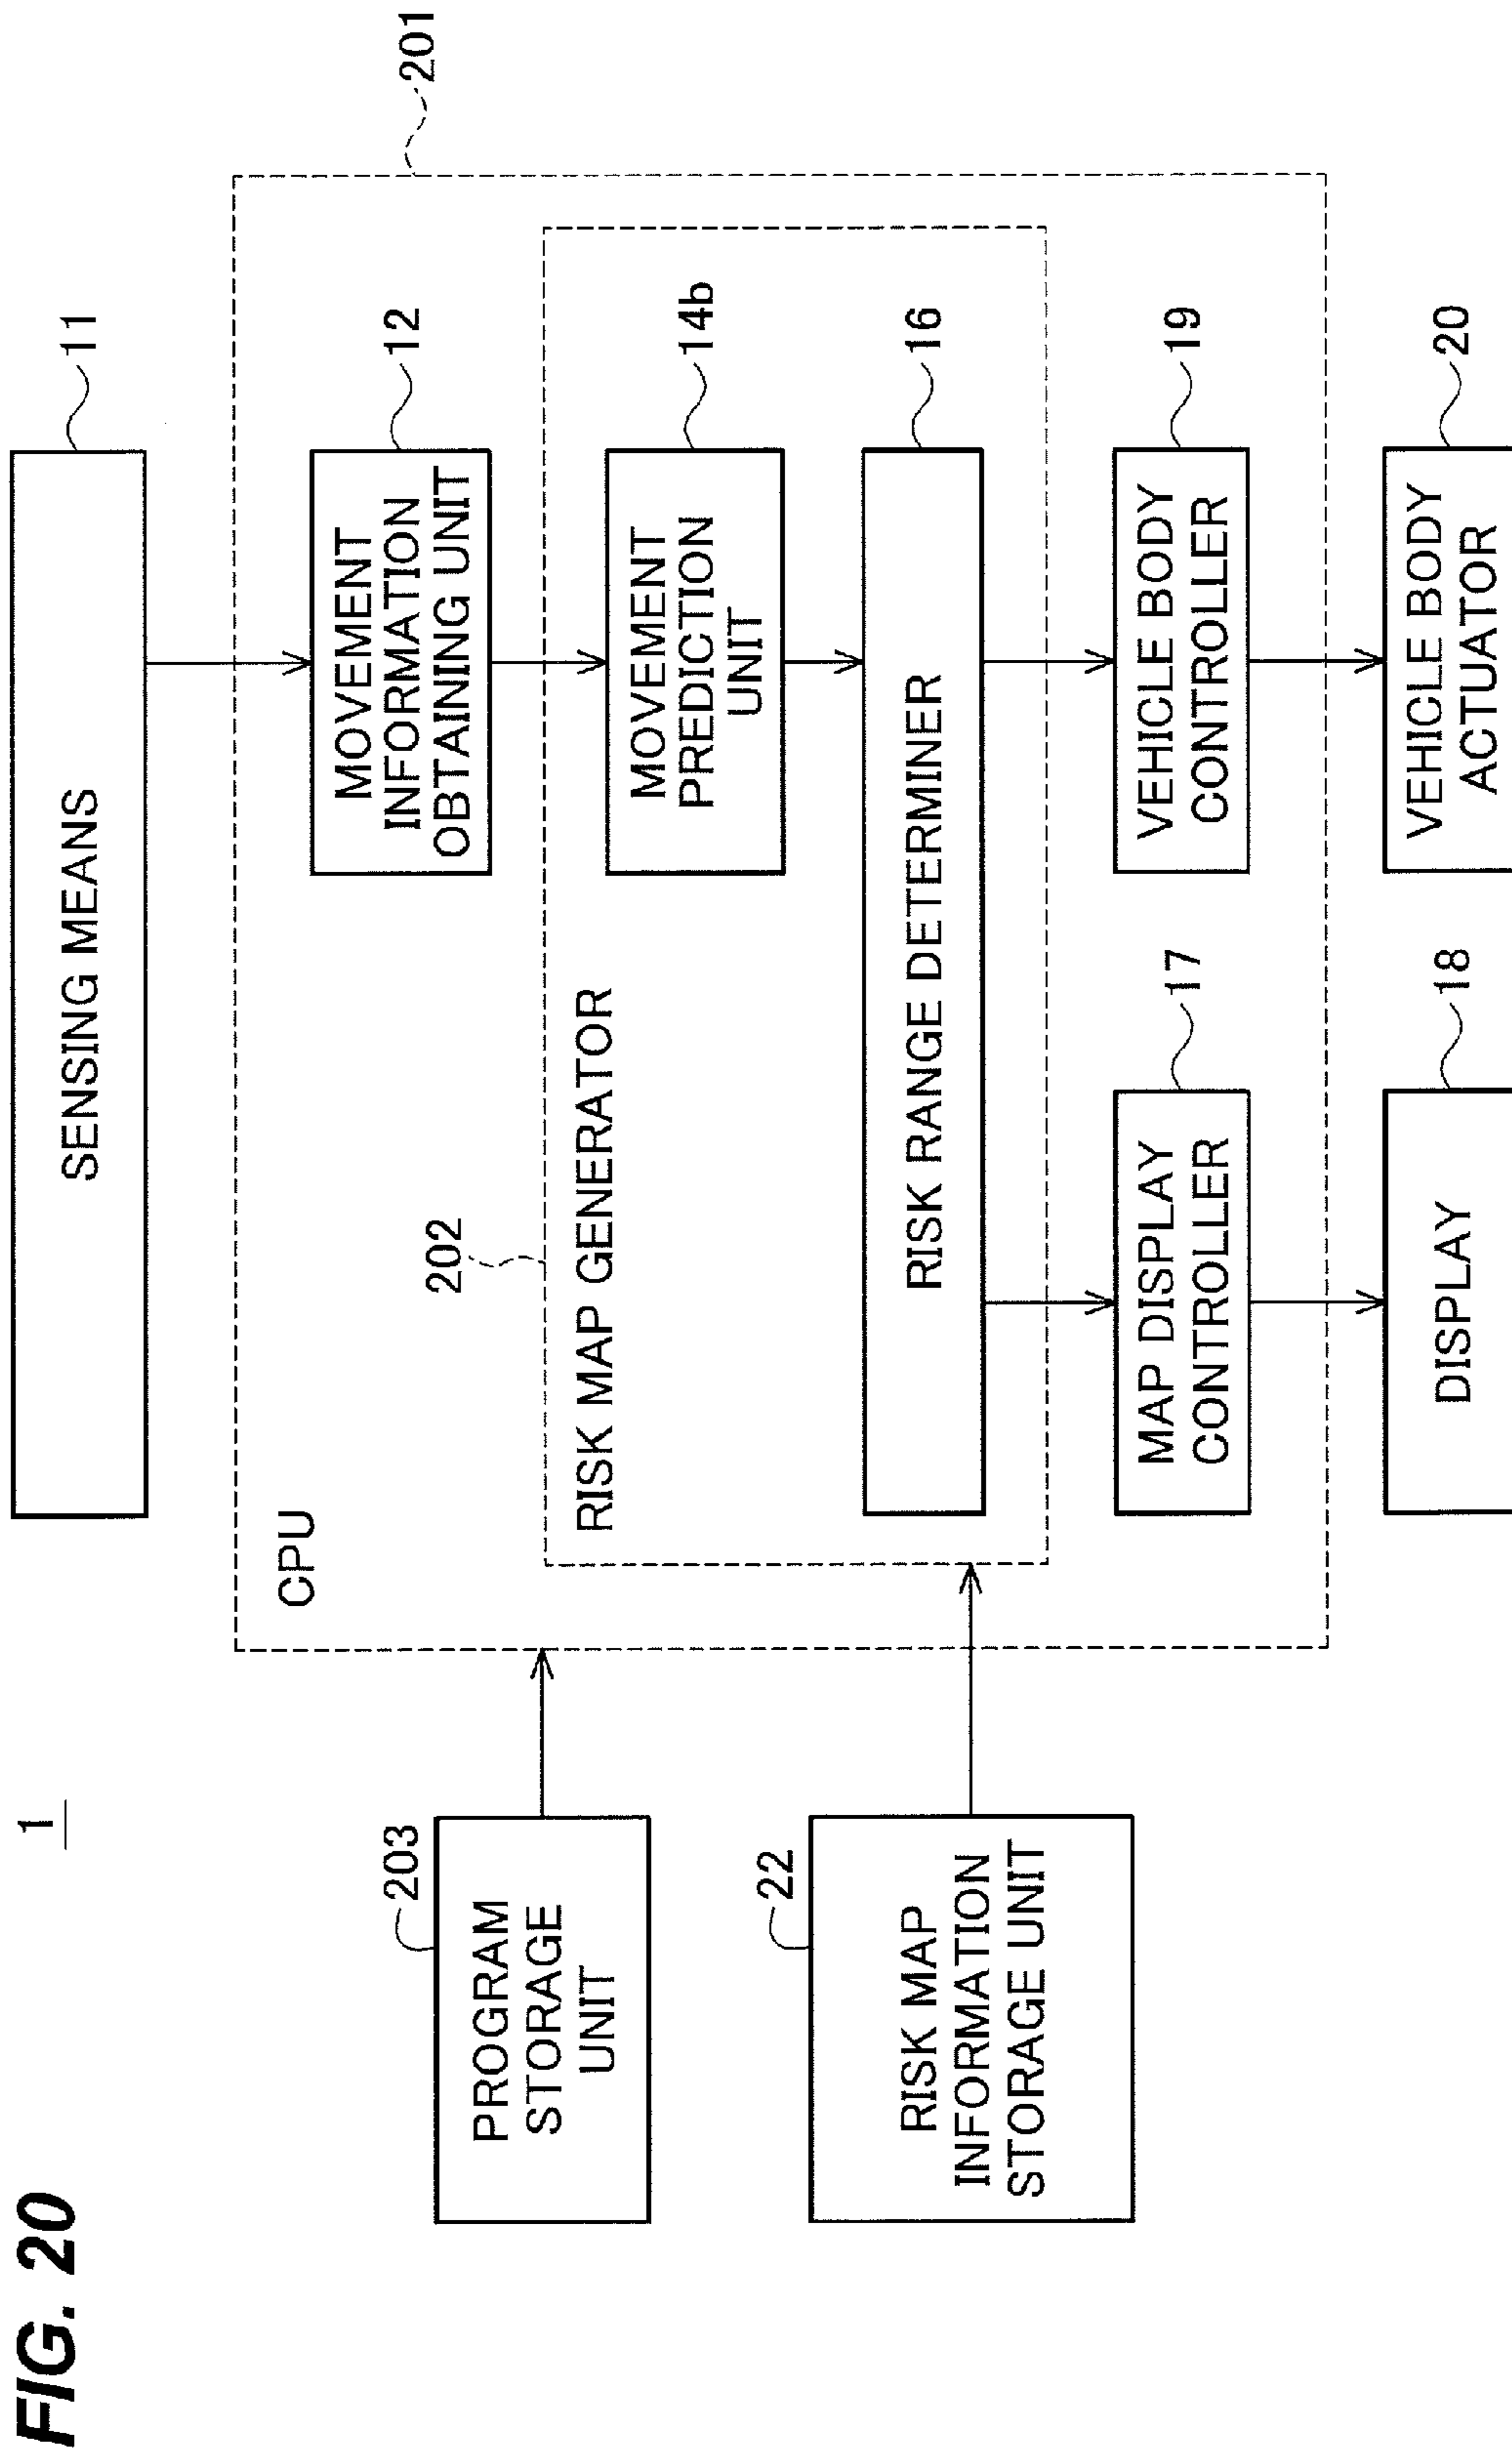 FIG. 20
1
SENSING MEANS
11
201
CPU
MOVEMENT
INFORMATION
OBTAINING UNIT
12
203
PROGRAM
STORAGE
UNIT
202
RISK MAP GENERATOR
MOVEMENT
PREDICTION
UNIT
14b
22
RISK MAP
INFORMATION
STORAGE UNIT
RISK RANGE DETERMINER
16
MAP DISPLAY
CONTROLLER
17
VEHICLE BODY
CONTROLLER
19
DISPLAY
18
VEHICLE BODY
ACTUATOR
20